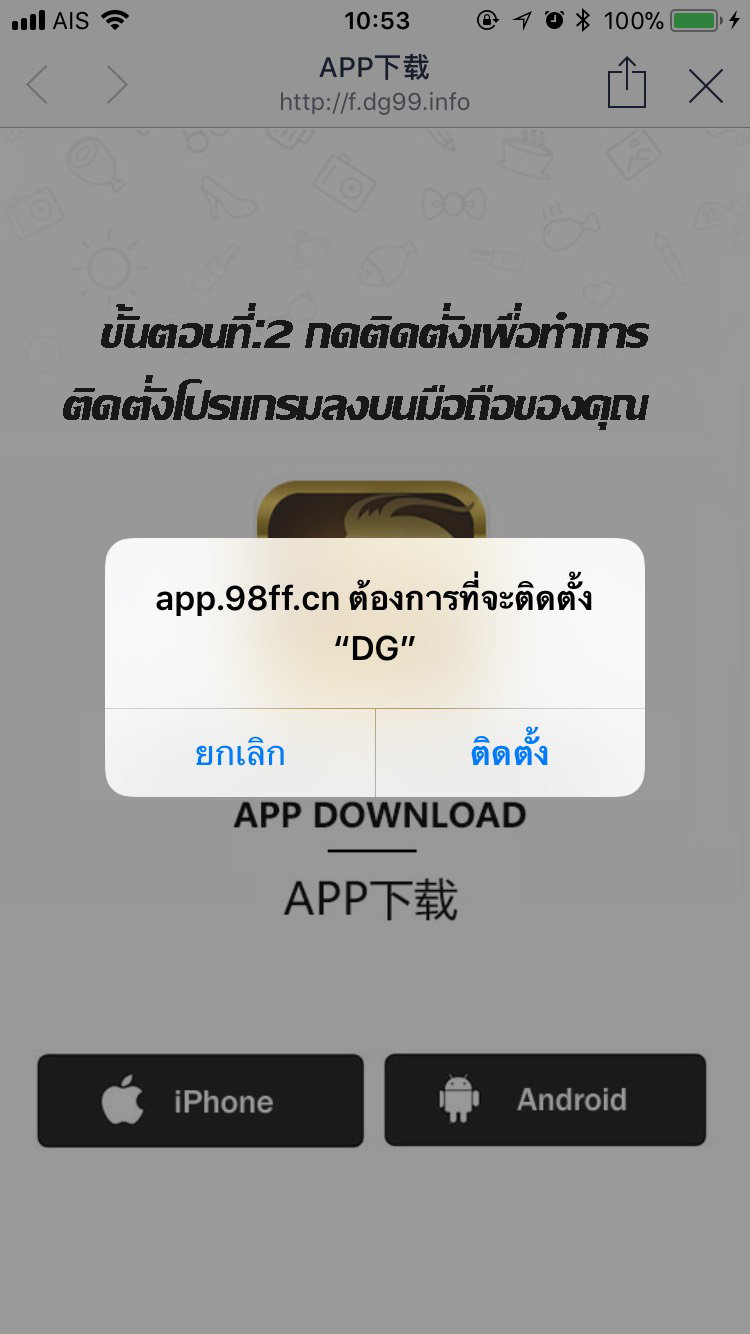 AIS
10:53
100%
APP下载
http://f.dg99.info
ขั้นตอนที่:2 กดติดตั่งเพื่อทำการ
ติดตั่งโปรแกรมลงบนมือถือของคุณ
app.98ff.cn ต้องการที่จะติดตั้ง
“DG”
ยกเลิก
ติดตั้ง
APP DOWNLOAD
APP下载
iPhone
Android